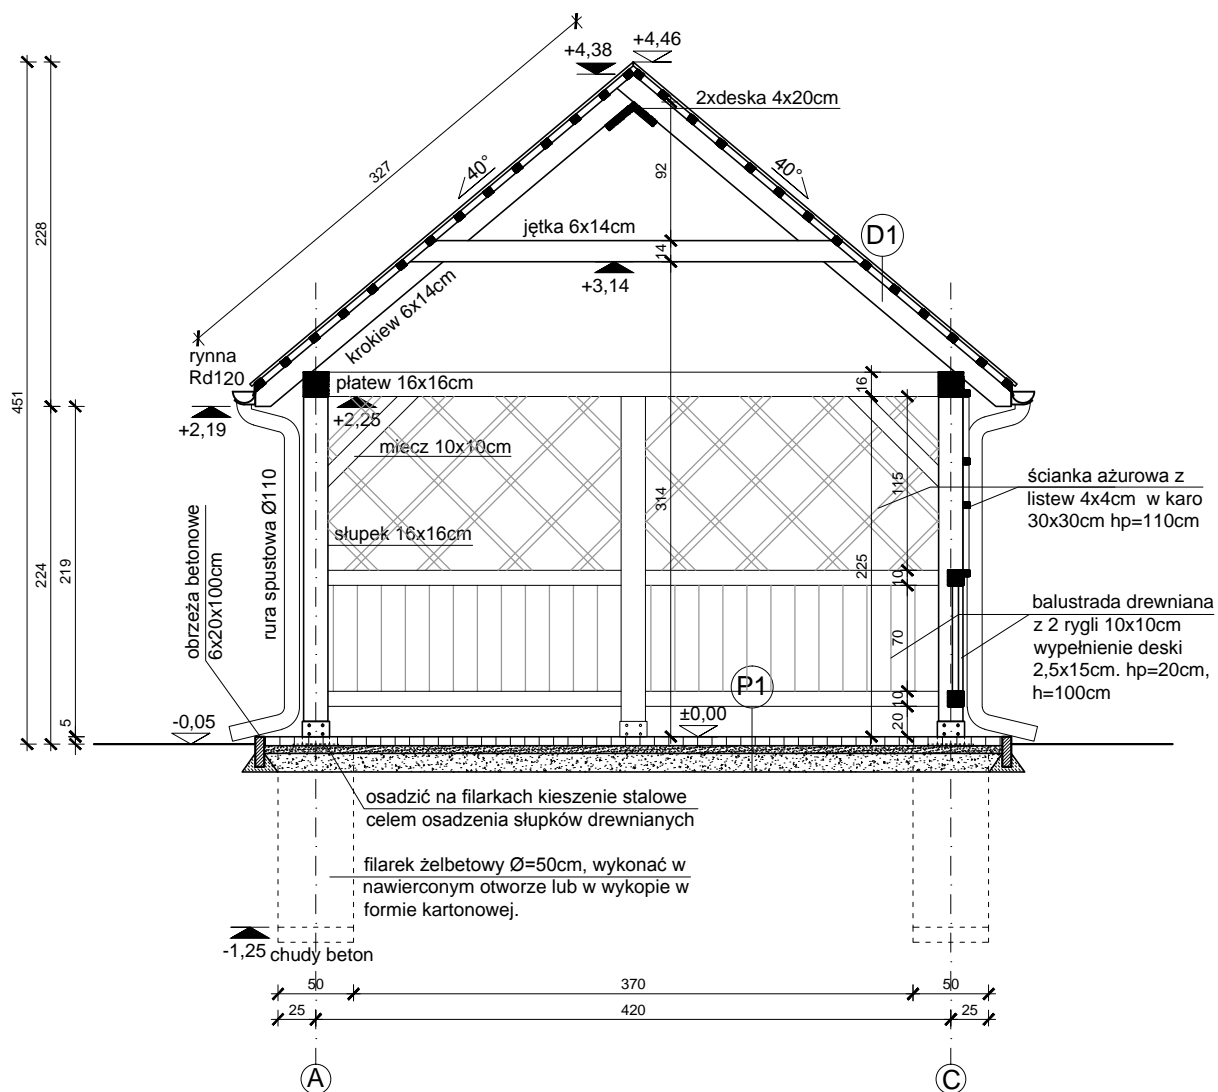 +4,46
+4,38
2xdeska 4x20cm
327
40°
40°
92
228
jętka 6x14cm
14
D1
+3,14
krokiew 6x14cm
rynna
Rd120
451
płatew 16x16cm
16
+2,25
+2,19
miecz 10x10cm
115
ścianka ażurowa z
listew 4x4cm w karo
30x30cm hp=110cm
rura spustowa Ø110
314
słupek 16x16cm
225
224
219
obrzeża betonowe
6x20x100cm
10
balustrada drewniana
z 2 rygli 10x10cm
wypełnienie deski
2,5x15cm. hp=20cm,
h=100cm
70
P1
10
20
-0,05
±0,00
5
osadzić na filarkach kieszenie stalowe
celem osadzenia słupków drewnianych
filarek żelbetowy Ø=50cm, wykonać w
nawierconym otworze lub w wykopie w
formie kartonowej.
-1,25
chudy beton
50
370
50
25
420
25
A
C